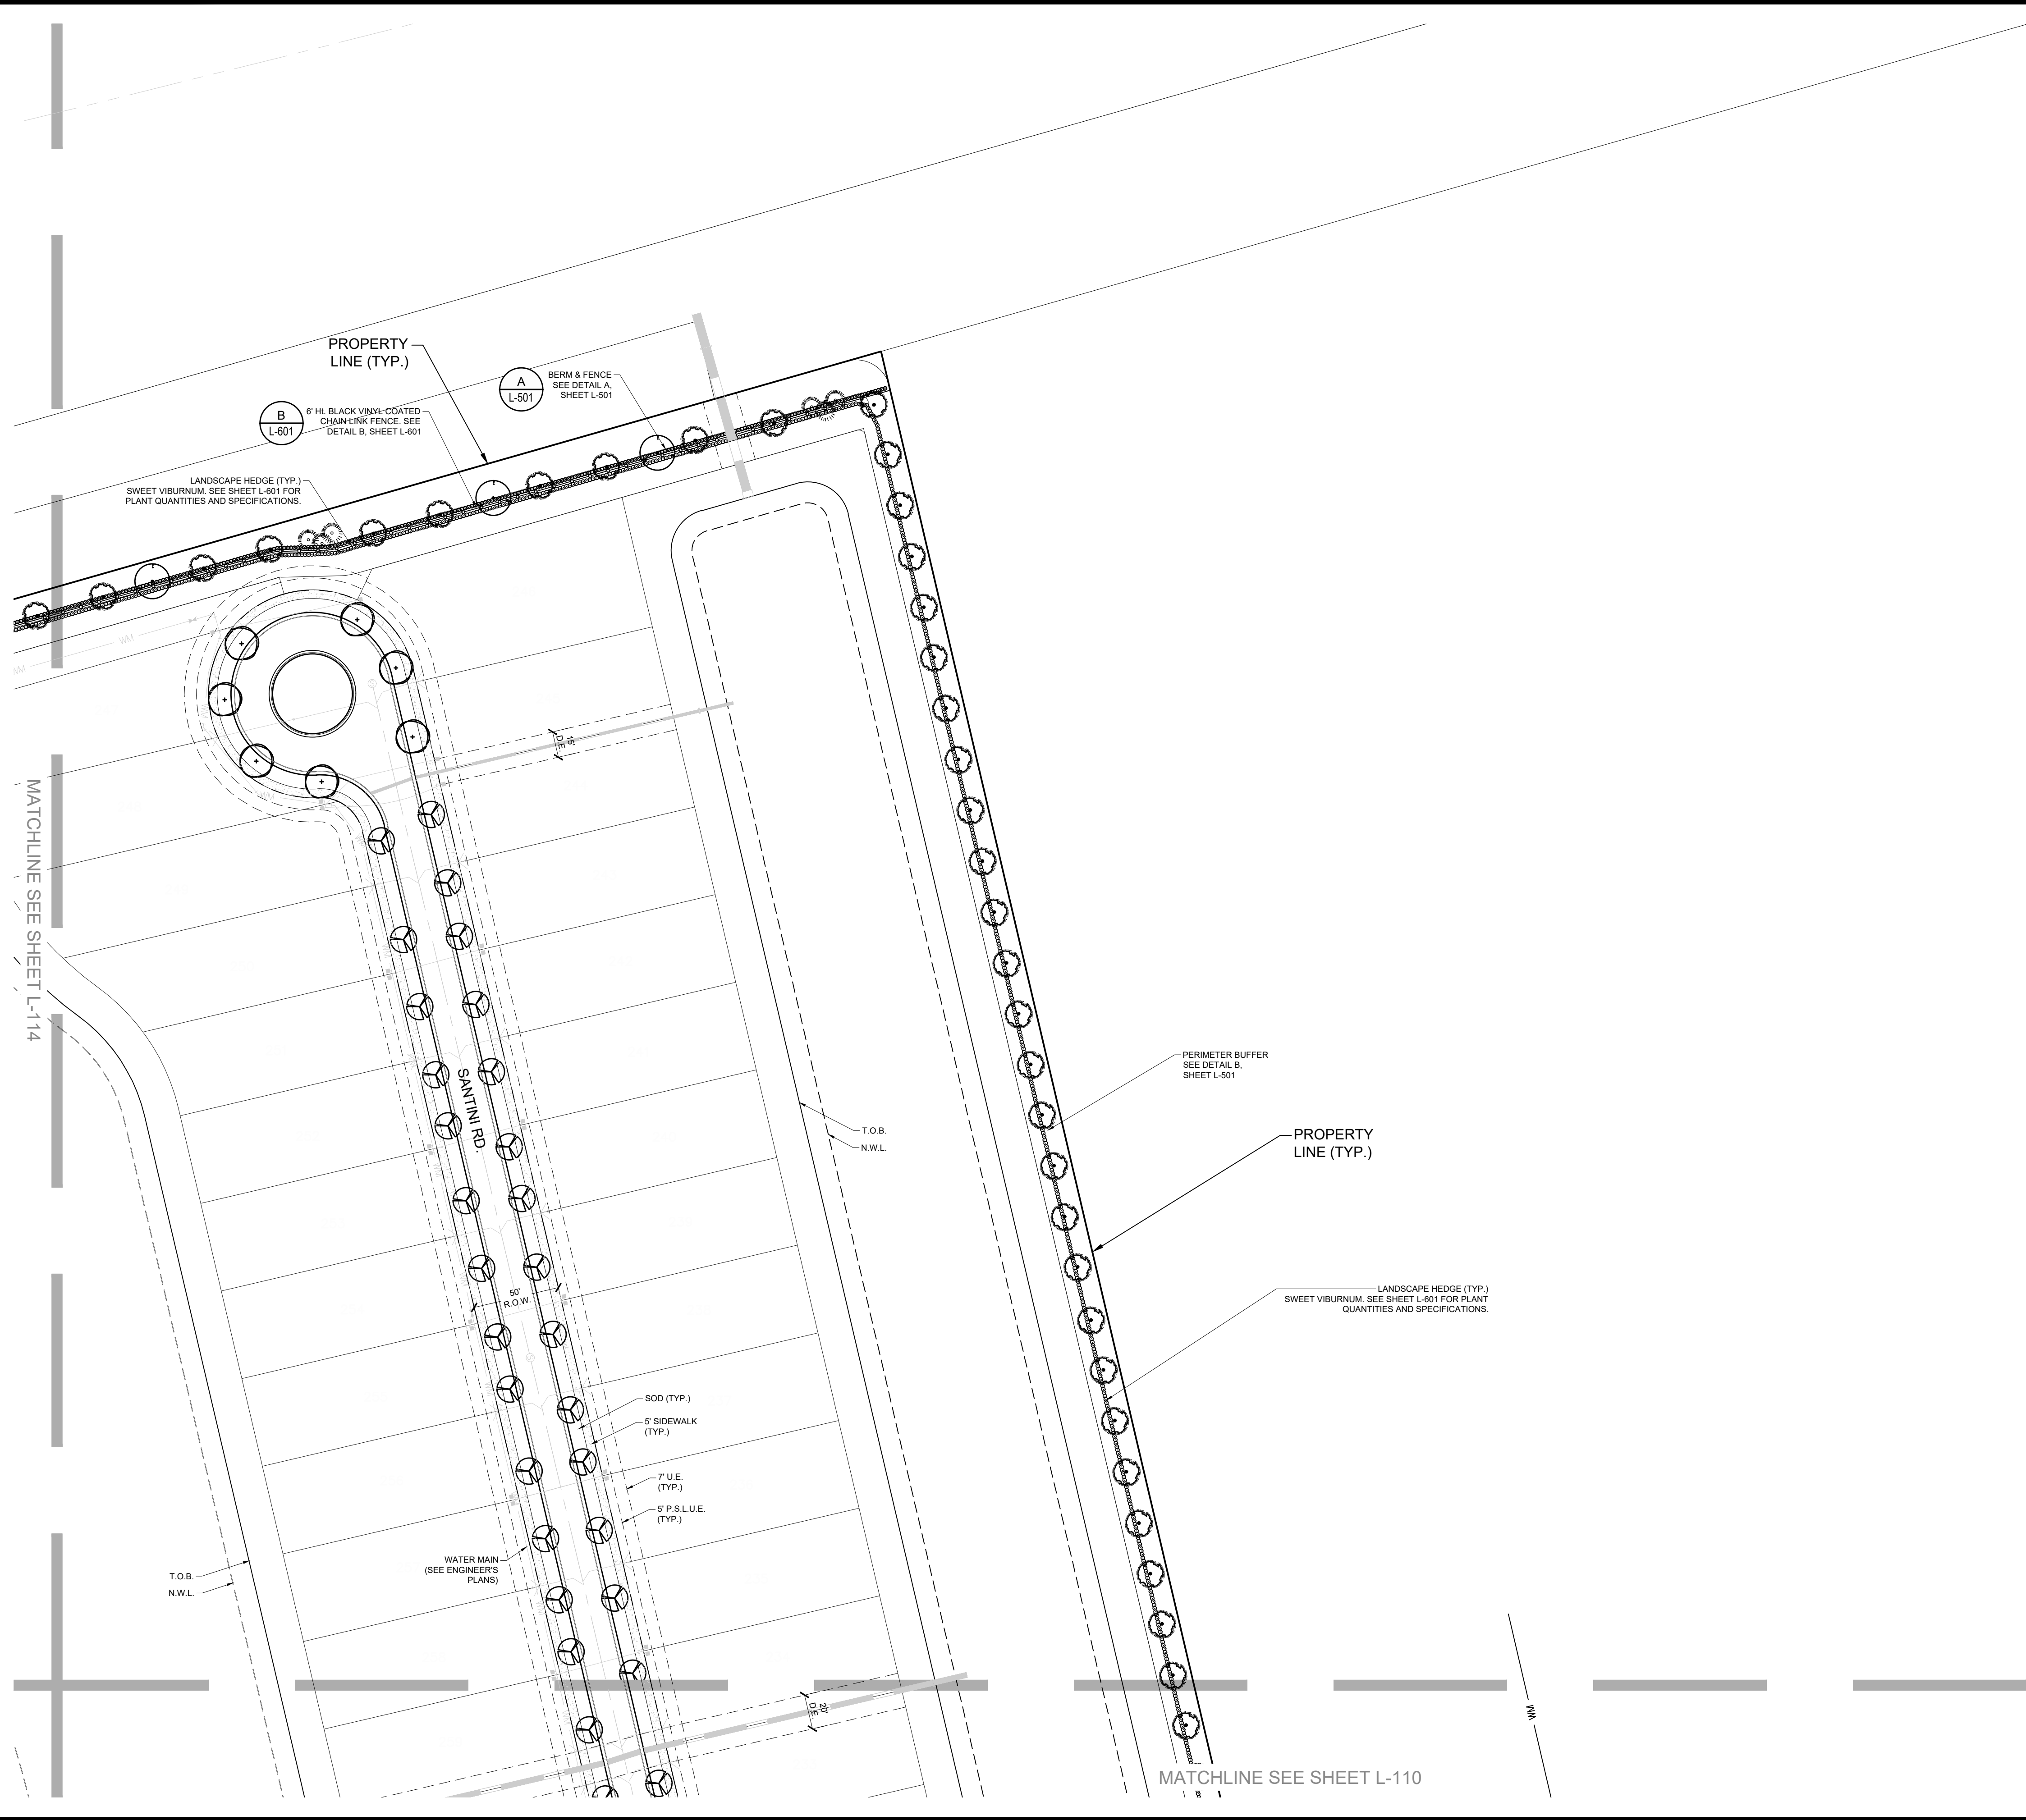 PROPERTY
LINE (TYP.)
A
L-501
BERM & FENCE
SEE DETAIL A,
SHEET L-501
B
L-601
6' Ht. BLACK VINYL COATED
CHAIN LINK FENCE. SEE
DETAIL B, SHEET L-601
LANDSCAPE HEDGE (TYP.)
SWEET VIBURNUM. SEE SHEET L-601 FOR
PLANT QUANTITIES AND SPECIFICATIONS.
WM
WM
WM
WM
15'
D.E.
MATCHLINE SEE SHEET L-114
SANTINI RD.
PERIMETER BUFFER
SEE DETAIL B,
SHEET L-501
T.O.B.
N.W.L.
PROPERTY
LINE (TYP.)
50'
R.O.W.
LANDSCAPE HEDGE (TYP.)
SWEET VIBURNUM. SEE SHEET L-601 FOR PLANT
QUANTITIES AND SPECIFICATIONS.
SOD (TYP.)
5' SIDEWALK
(TYP.)
7' U.E.
(TYP.)
5' P.S.L.U.E.
(TYP.)
WATER MAIN
(SEE ENGINEER'S
PLANS)
T.O.B.
N.W.L.
20'
D.E.
WM
MATCHLINE SEE SHEET L-110